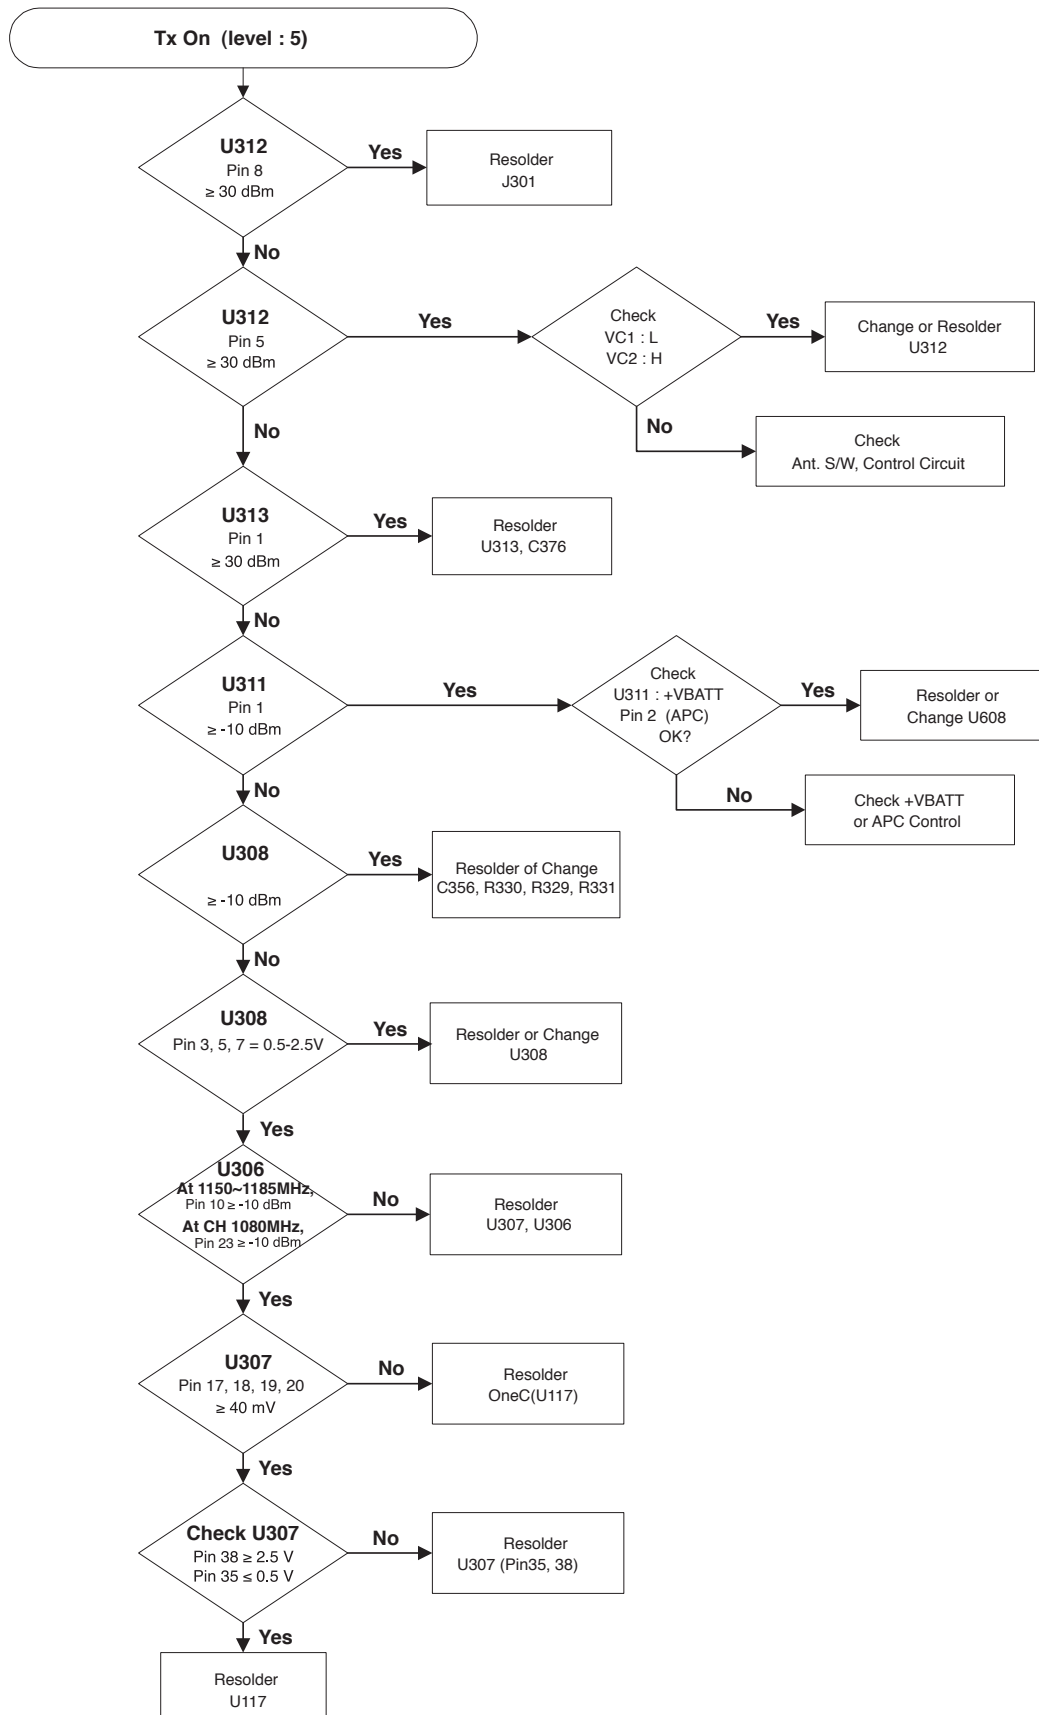 Tx On (level : 5)
U312
Pin 8
≥ 30 dBm
Yes
Resolder
J301
No
U312
Pin 5
≥ 30 dBm
Yes
Check
VC1 : L
VC2 : H
Yes
Change or Resolder
U312
No
Check
Ant. S/W, Control Circuit
No
U313
Pin 1
≥ 30 dBm
Yes
Resolder
U313, C376
No
U311
Pin 1
≥ -10 dBm
Yes
Check
U311 : +VBATT
Pin 2 (APC)
OK?
Yes
Resolder or
Change U608
No
Check +VBATT
or APC Control
No
U308
≥ -10 dBm
Yes
Resolder of Change
C356, R330, R329, R331
No
U308
Pin 3, 5, 7 = 0.5-2.5V
Yes
Resolder or Change
U308
Yes
U306
At 1150~1185MHz,
Pin 10 ≥ -10 dBm
At CH 1080MHz,
Pin 23 ≥ -10 dBm
No
Resolder
U307, U306
Yes
U307
Pin 17, 18, 19, 20
≥ 40 mV
No
Resolder
OneC(U117)
Yes
Check U307
Pin 38 ≥ 2.5 V
Pin 35 ≤ 0.5 V
No
Resolder
U307 (Pin35, 38)
Yes
Resolder
U117